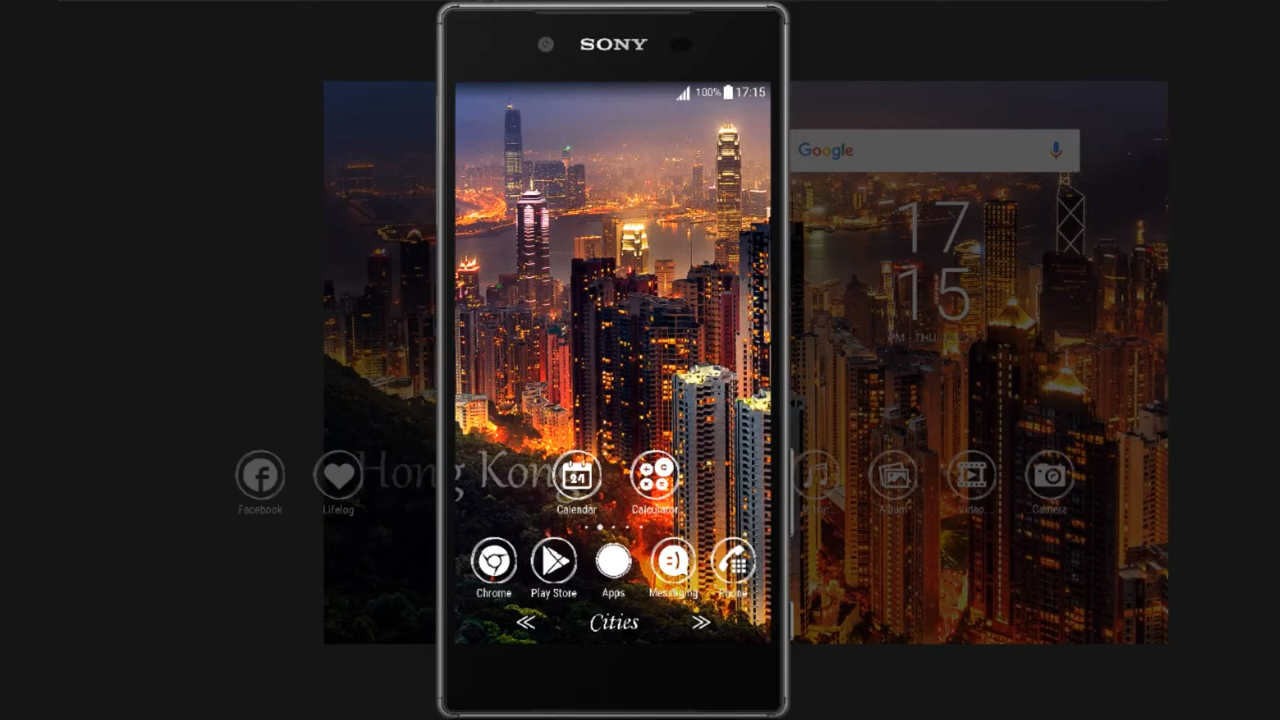 SONY
100% 17:15
Google
17
15
Hong Kong
24
Calendar
Calculator
Facebook
Lifelog
Album
Video
Camera
Chrome
Play Store
Apps
Messaging
Phone
≪ Cities ≫